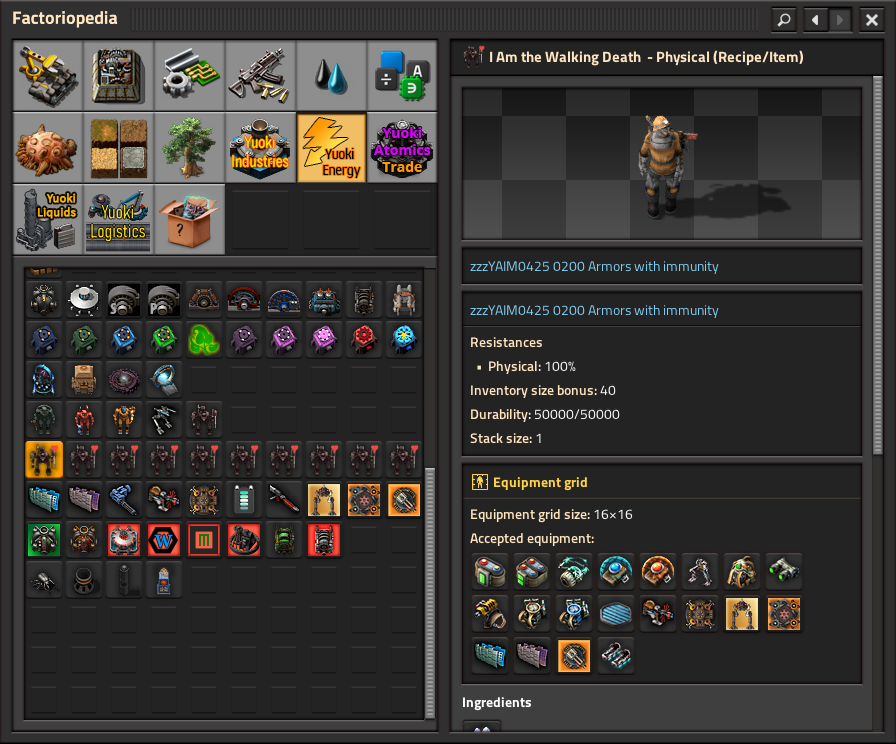 Factoriopedia
A
Yuoki
Industries
Yuoki
Energy
Yuoki
Atomics
Trade
Yuoki
Liquids
Yuoki
Logistics
?
S
P
W
I Am the Walking Death - Physical (Recipe/Item)
zzzYAIM0425 0200 Armors with immunity
zzzYAIM0425 0200 Armors with immunity
Resistances
• Physical: 100%
Inventory size bonus: 40
Durability: 50000/50000
Stack size: 1
Equipment grid
Equipment grid size: 16×16
Accepted equipment:
Ingredients